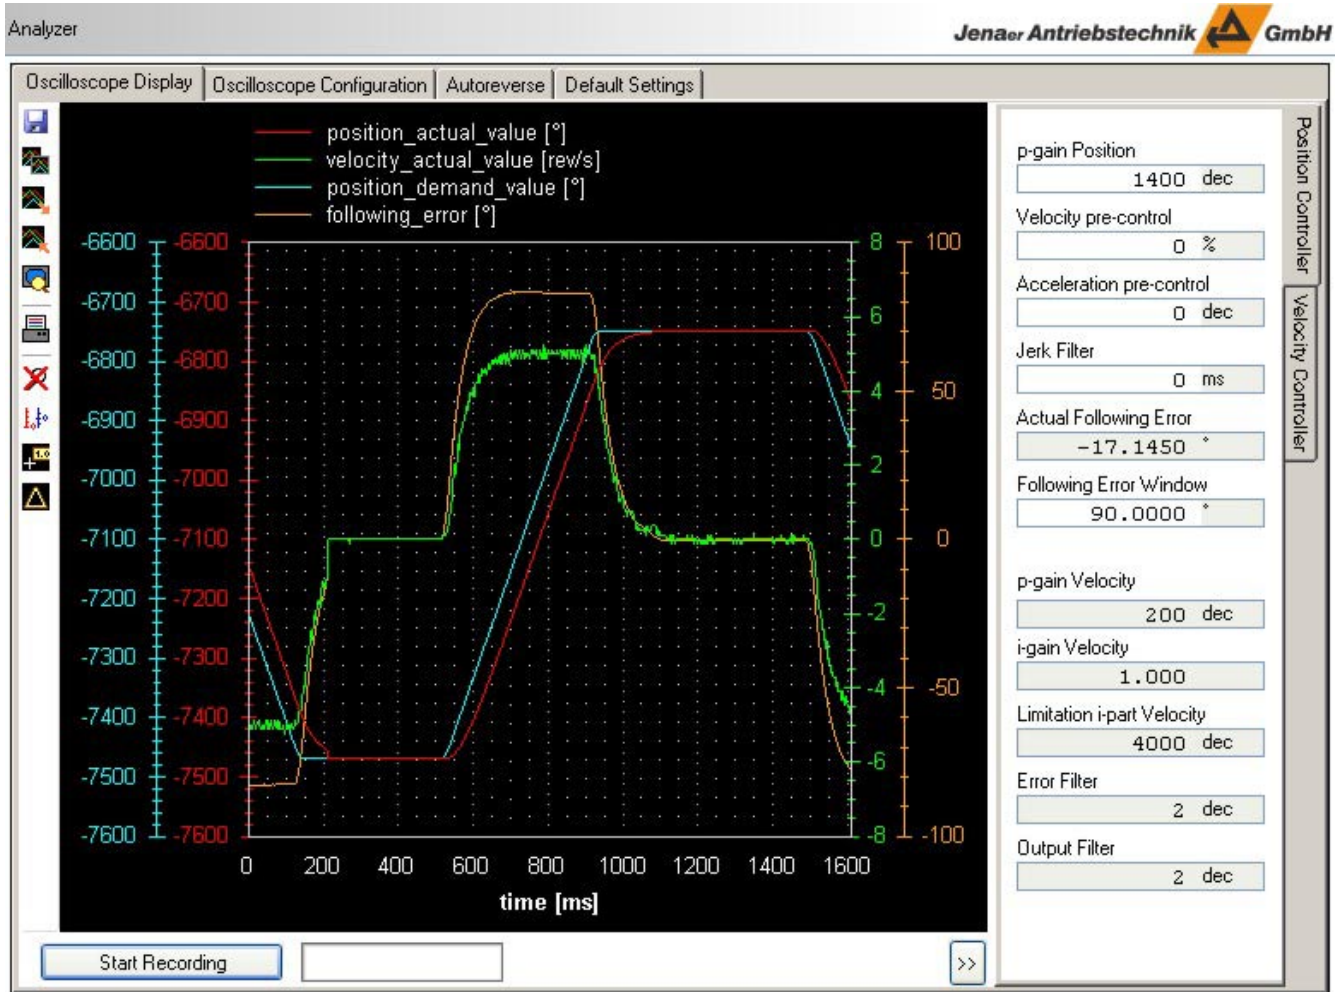 Analyzer
Jenaer Antriebstechnik GmbH
Oscilloscope Display Oscilloscope Configuration Autoreverse Default Settings
position_actual_value [°]
velocity_actual_value [rev/s]
position_demand_value [°]
following_error [°]
-6600 -6600 8 100
-6700 -6700 6
-6800 -6800
-6900 -6900 4 50
-7000 -7000 2
-7100 -7100 0 0
-7200 -7200 -2
-7300 -7300
-7400 -7400 -4 -50
-7500 -7500 -6
-7600 -7600 -8 -100
0 200 400 600 800 1000 1200 1400 1600
time [ms]
Start Recording
>>
p-gain Position
1400 dec
Velocity pre-control
0 %
Acceleration pre-control
0 dec
Jerk Filter
0 ms
Actual Following Error
-17.1450 °
Following Error Window
90.0000 °
p-gain Velocity
200 dec
i-gain Velocity
1.000
Limitation i-part Velocity
4000 dec
Error Filter
2 dec
Output Filter
2 dec
Position Controller
Velocity Controller